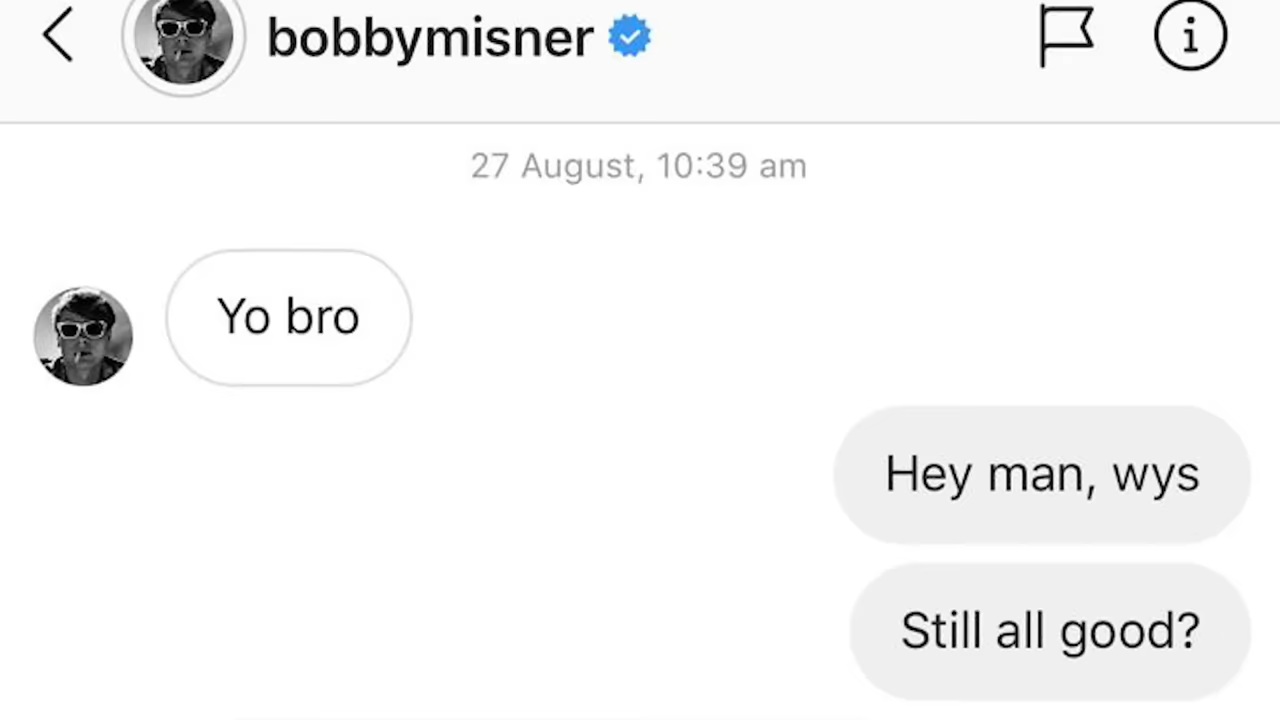 bobbymisner
27 August, 10:39 am
Yo bro
Hey man, wys
Still all good?